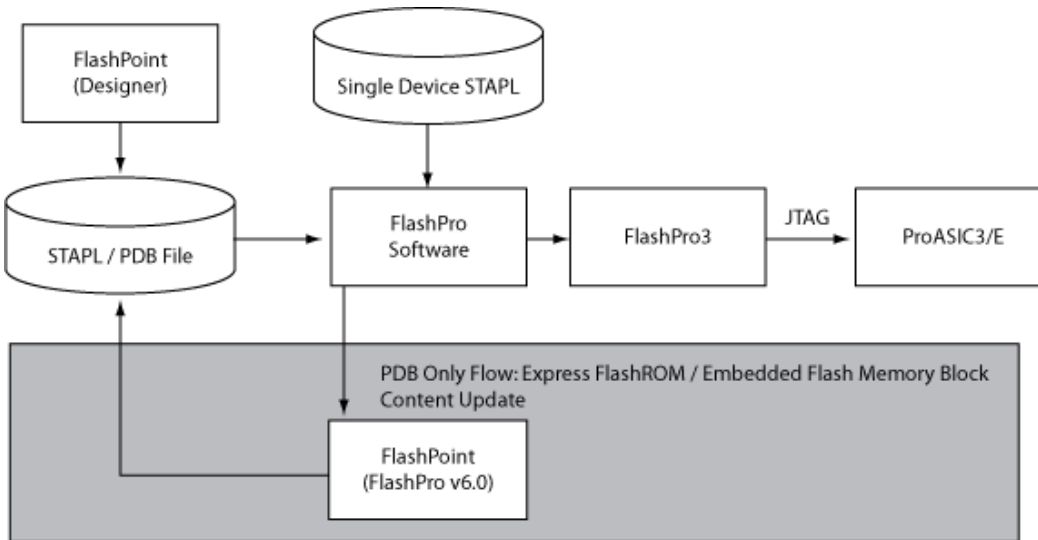 FlashPoint
(Designer)
Single Device STAPL
STAPL / PDB File
FlashPro
Software
FlashPro3
JTAG
ProASIC3/E
PDB Only Flow: Express FlashROM / Embedded Flash Memory Block
Content Update
FlashPoint
(FlashPro v6.0)